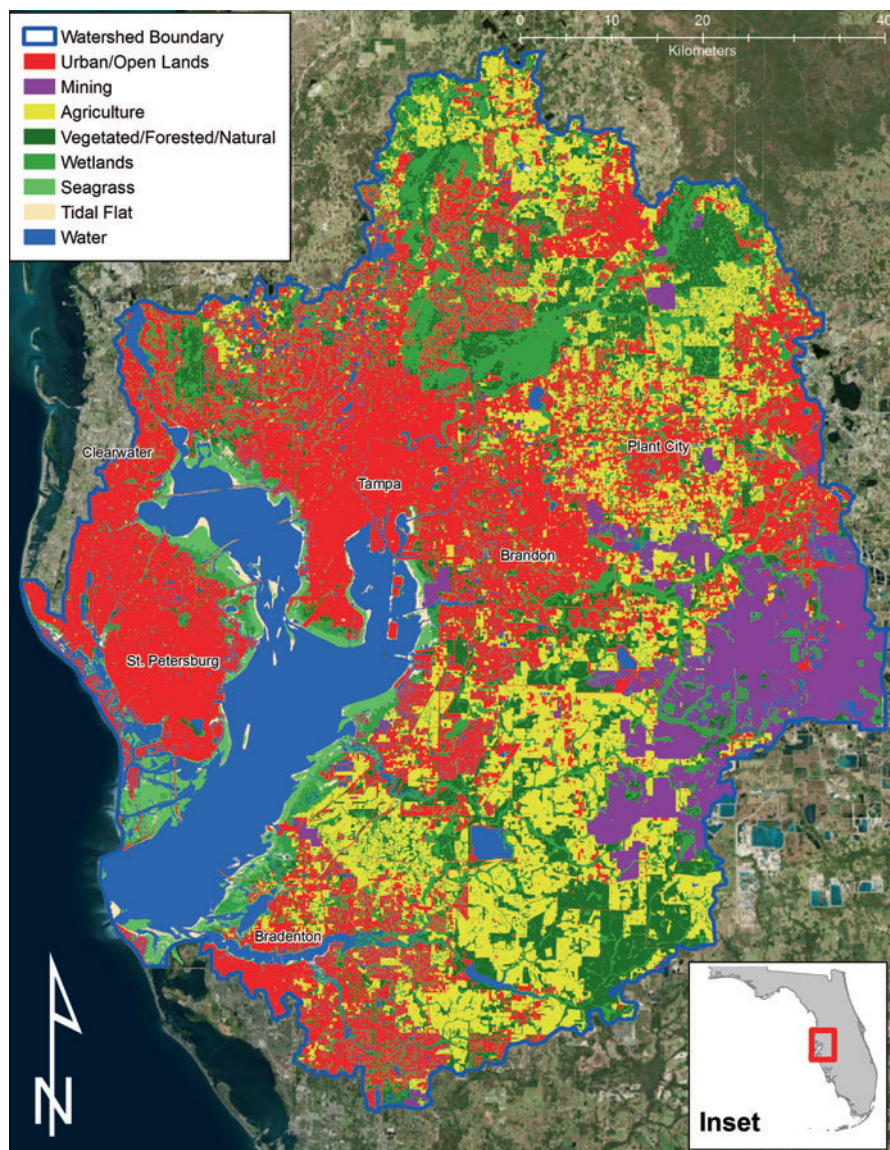 0 20 40
Kilometers
Watershed Boundary
Urban/Open Lands
Mining
Agriculture
Vegetated/Forested/Natural
Wetlands
Seagrass
Tidal Flat
Water
Clearwater
Tampa
Plant City
Brandon
St. Petersburg
Bradenton
N
Inset